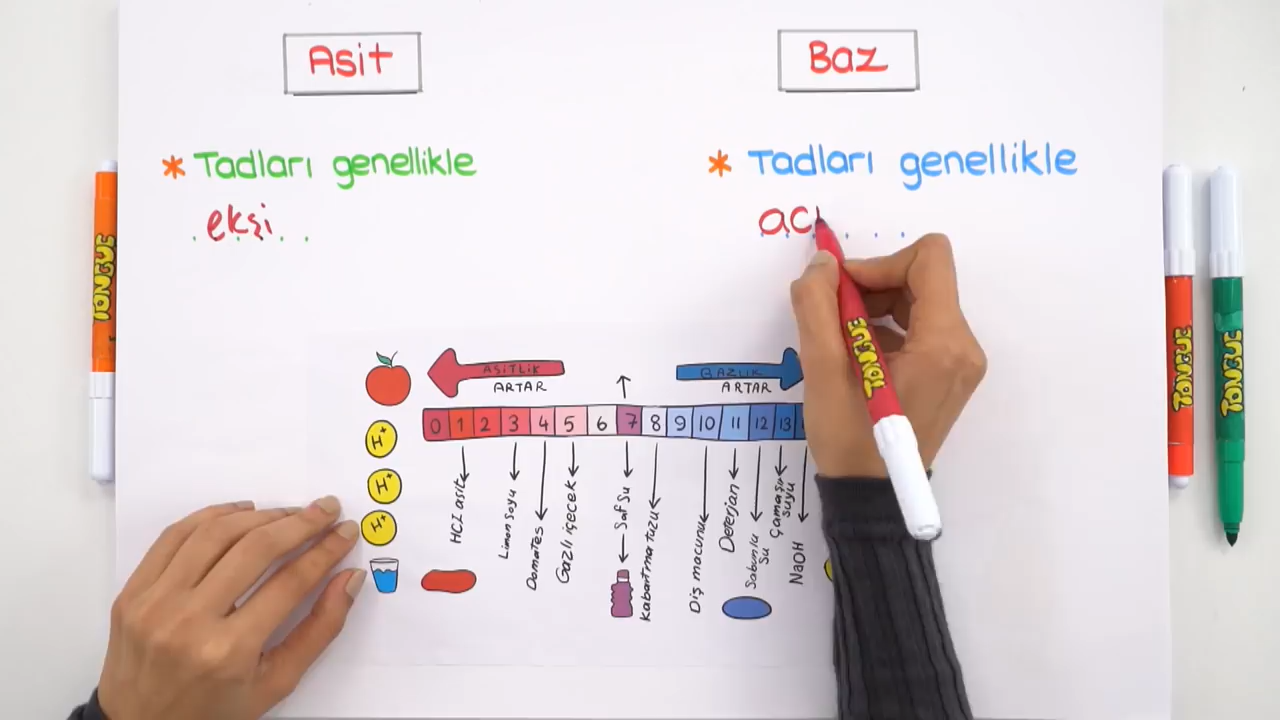 Asit
Baz
* Tadları genellikle
ekşi
* Tadları genellikle
acı
ASİTLİK
ARTAR
BAZLIK
ARTAR
0 1 2 3 4 5 6 7 8 9 10 11 12 13
H+
H+
H+
HCl asit
Limon suyu
Domates
Gazlı içecek
Saf Su
Kabartma tozu
Diş macunu
Deterjan
Sabunlu
Su
Çamaşır
suyu
NaOH
TONGUE
TONGUE
TONGUE
TONGUE